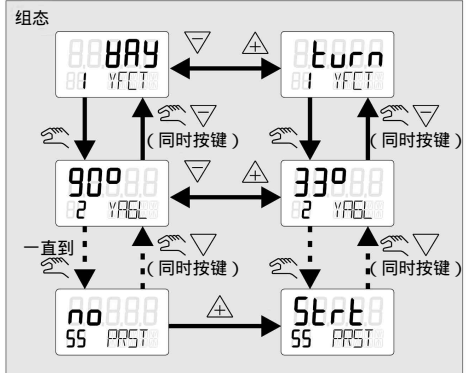 组态
WAY turn
1 YFCT 1 YFCT
(同时按键) (同时按键)
90° 33°
2 YAGL 2 YAGL
一直到
(同时按键) (同时按键)
no Strt
55 PRST 55 PRST